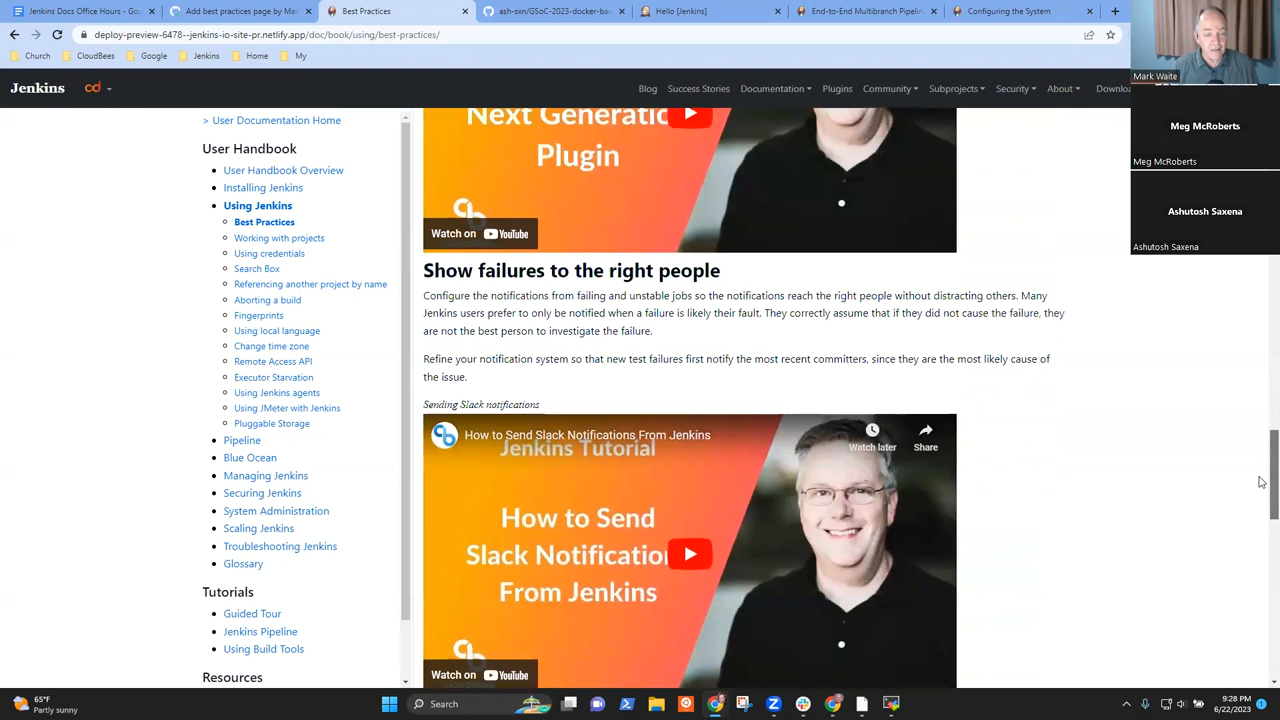 Jenkins Docs Office Hours - Goo
Add best practices page by Mar
Best Practices
ash-sxn/GSoC-2023-docker-ba
Hello [Jenkins]
End-to-End Multibranch Pipelin
Configuring the System
deploy-preview-6478--jenkins-io-site-pr.netlify.app/doc/book/using/best-practices/
Church
CloudBees
Google
Jenkins
Home
My
Mark Waite
Meg McRoberts
Meg McRoberts
Ashutosh Saxena
Ashutosh Saxena
Jenkins
cd
Blog
Success Stories
Documentation
Plugins
Community
Subprojects
Security
About
Downlo
> User Documentation Home
User Handbook
User Handbook Overview
Installing Jenkins
Using Jenkins
Best Practices
Working with projects
Using credentials
Search Box
Referencing another project by name
Aborting a build
Fingerprints
Using local language
Change time zone
Remote Access API
Executor Starvation
Using Jenkins agents
Using JMeter with Jenkins
Pluggable Storage
Pipeline
Blue Ocean
Managing Jenkins
Securing Jenkins
System Administration
Scaling Jenkins
Troubleshooting Jenkins
Glossary
Tutorials
Guided Tour
Jenkins Pipeline
Using Build Tools
Resources
Next Generatio
Plugin
Watch on YouTube
Show failures to the right people
Configure the notifications from failing and unstable jobs so the notifications reach the right people without distracting others. Many
Jenkins users prefer to only be notified when a failure is likely their fault. They correctly assume that if they did not cause the failure, they
are not the best person to investigate the failure.
Refine your notification system so that new test failures first notify the most recent committers, since they are the most likely cause of
the issue.
Sending Slack notifications
How to Send Slack Notifications From Jenkins
Watch later
Share
Jenkins Tutorial
How to Send
Slack Notification
From Jenkins
Watch on YouTube
65°F
Partly sunny
Search
9:28 PM
6/22/2023